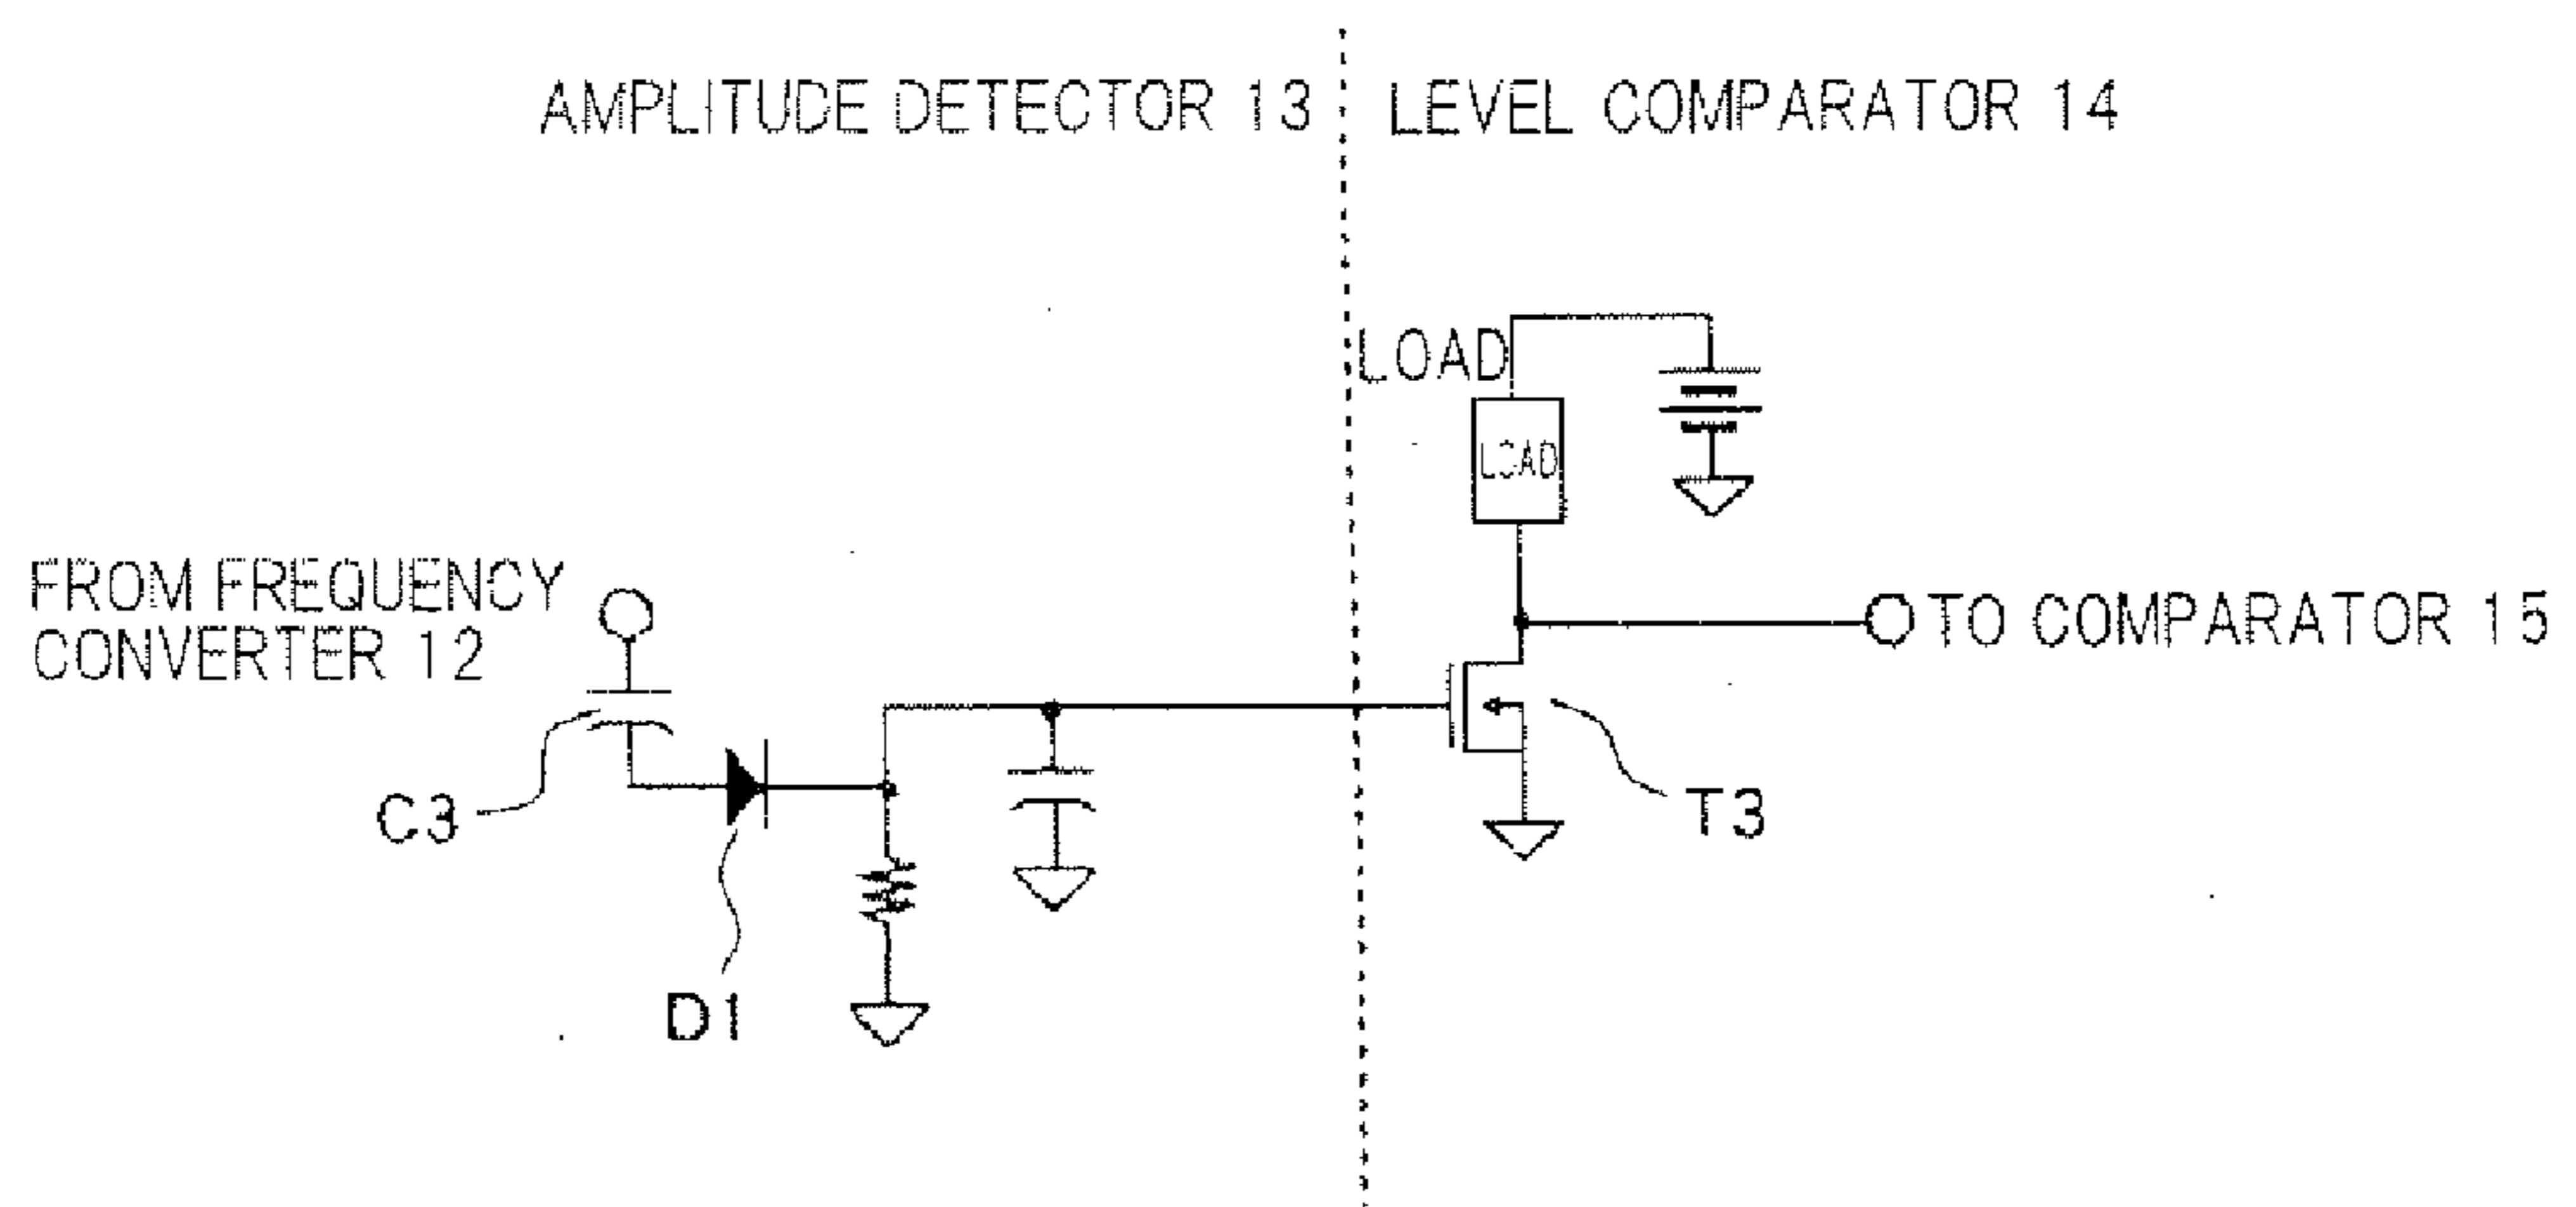 AMPLITUDE DETECTOR 13
LEVEL COMPARATOR 14
LOAD
LOAD
FROM FREQUENCY
CONVERTER 12
TO COMPARATOR 15
C3
T3
D1